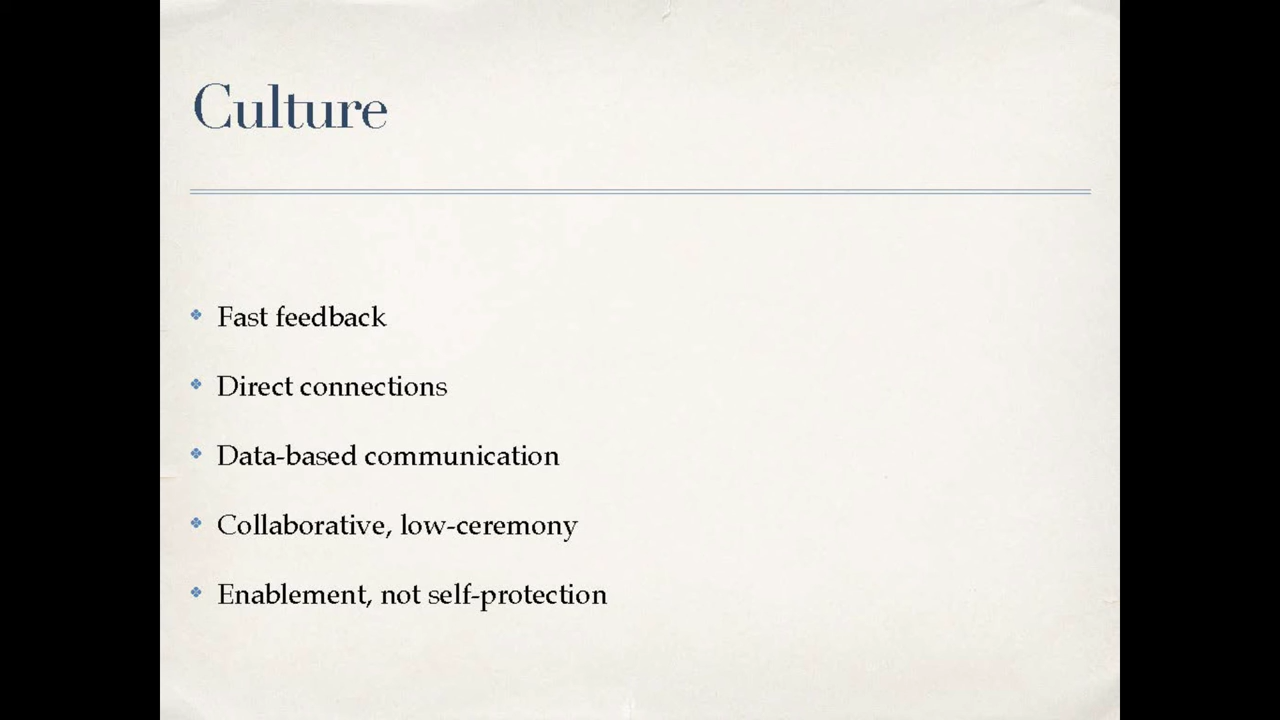 Culture
Fast feedback
Direct connections
Data-based communication
Collaborative, low-ceremony
Enablement, not self-protection